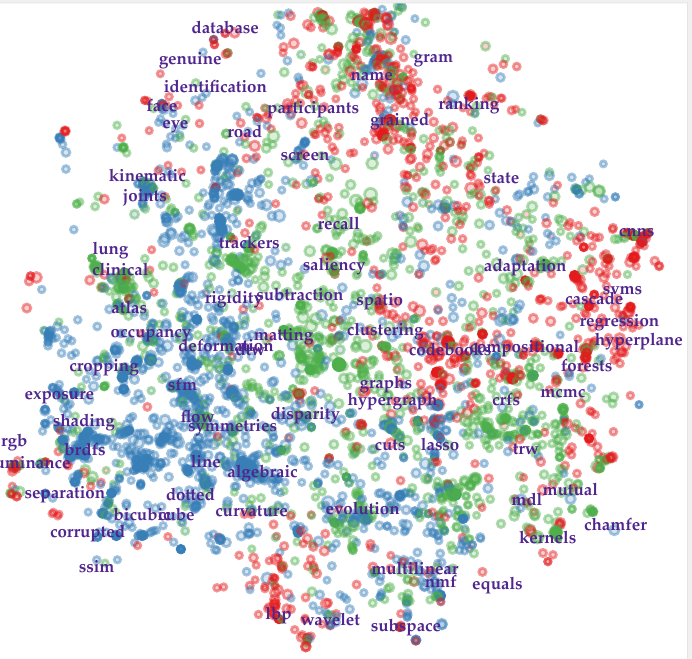 database
genuine
gram
name
identification
face
participants
ranking
eye
grained
road
screen
kinematic
state
joints
recall
cnns
trackers
lung
saliency
adaptation
clinical
svms
rigidity
subtraction
spatio
cascade
atlas
regression
occupancy
matting
clustering
hyperplane
deformation
codebooks
compositional
cropping
forests
sfm
graphs
exposure
hypergraph
crfs
mcmc
shading
flow
disparity
symmetries
rgb
brdfs
cuts
lasso
trw
line
algebraic
separation
dotted
mutual
mdl
bicubic
cube
curvature
evolution
chamfer
corrupted
kernels
ssim
multilinear
nmf
equals
lbp
wavelet
subspace